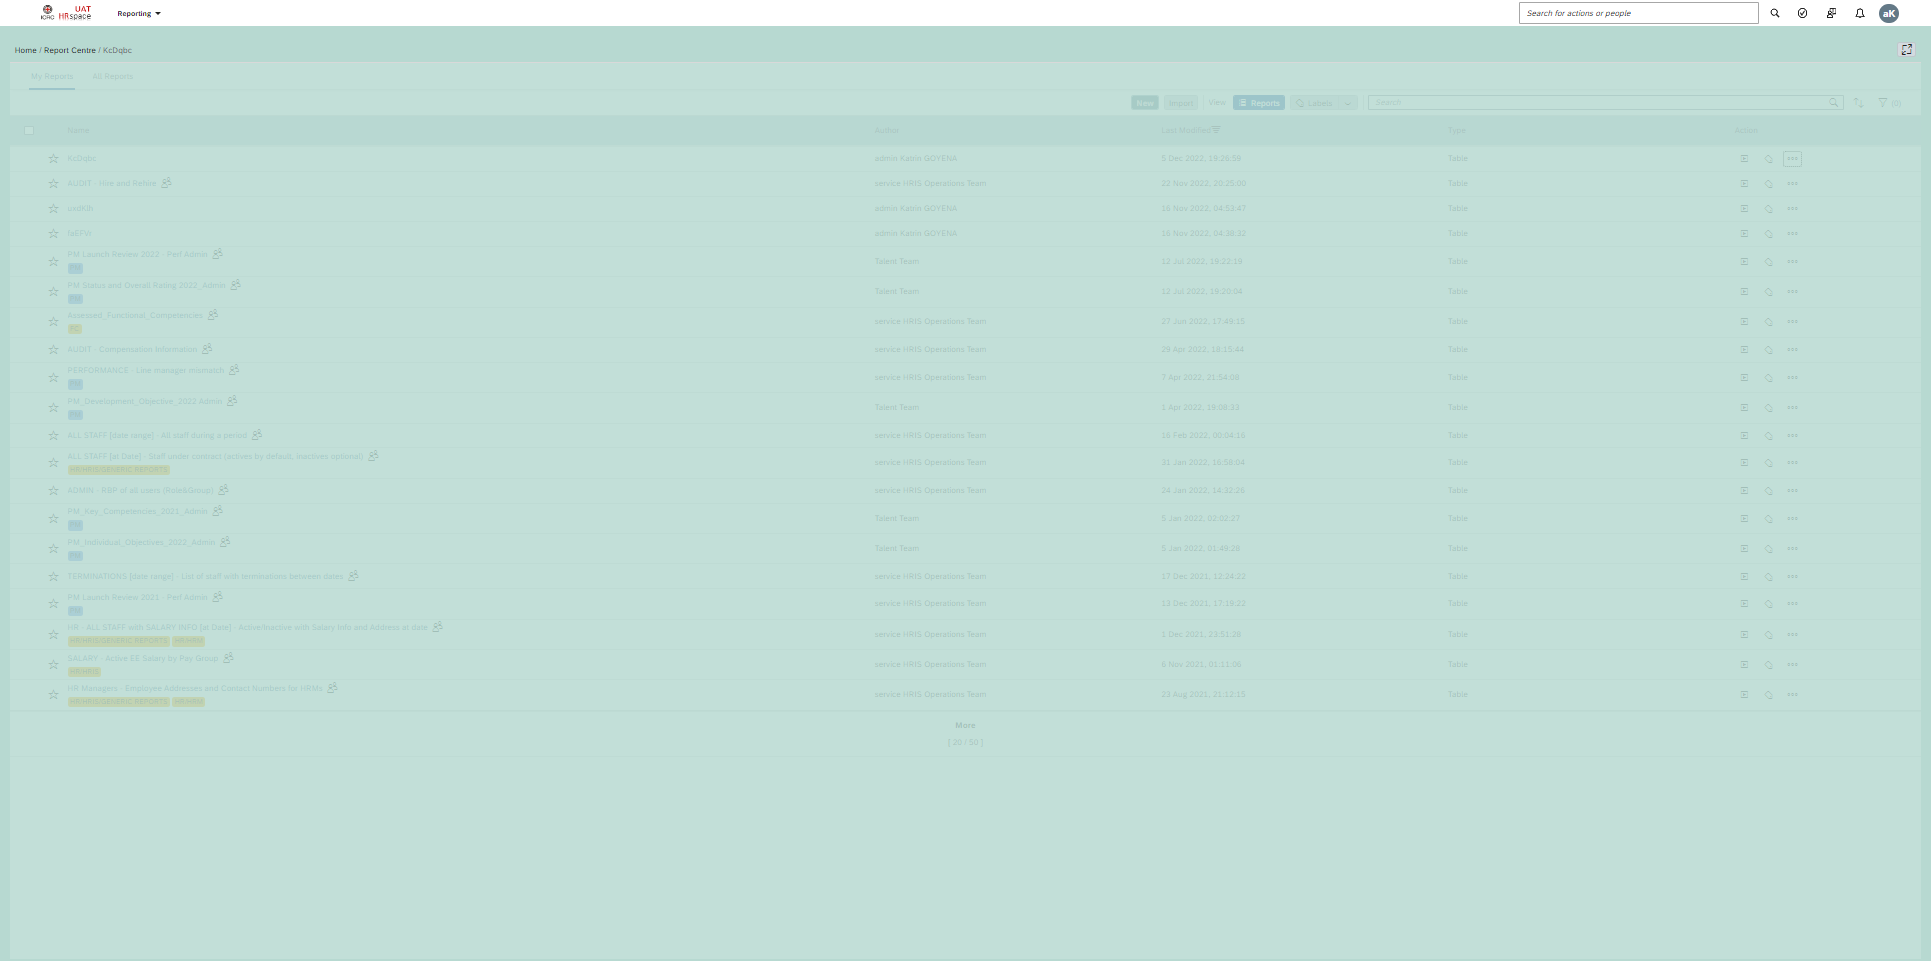 ICRC UAT HRspace Reporting Search for actions or people aK
Home / Report Centre / KcDqbc
My Reports All Reports
New Import View Reports Labels Search (0)
Name Author Last Modified Type Action
KcDqbc admin Katrin GOYENA 5 Dec 2022, 19:28:59 Table
AUDIT - Hire and Rehire service HRIS Operations Team 22 Nov 2022, 20:25:00 Table
admin Katrin GOYENA 16 Nov 2022, 04:53:47 Table
admin Katrin GOYENA 16 Nov 2022, 04:38:32 Table
PM Launch Review 2022 - Perf Admin Talent Team 12 Jul 2022, 19:22:19 Table
PM
PM Status and Overall Rating 2022_Admin Talent Team 12 Jul 2022, 19:20:04 Table
PM
Assessed_Functional_Competencies service HRIS Operations Team 27 Jun 2022, 17:49:15 Table
FC
AUDIT - Compensation Information service HRIS Operations Team 28 Apr 2022, 18:15:44 Table
PERFORMANCE - Line manager mismatch service HRIS Operations Team 7 Apr 2022, 21:54:08 Table
PM
PM_Development_Objective_2022 Admin Talent Team 1 Apr 2022, 19:08:33 Table
PM
ALL STAFF [date range] - All staff during a period service HRIS Operations Team 16 Feb 2022, 00:04:16 Table
ALL STAFF [at Date] - Staff under contract (actives by default, inactives optional) service HRIS Operations Team 31 Jan 2022, 16:58:04 Table
GENERIC REPORTS
ADMIN - RBP of all users (Role&Group) service HRIS Operations Team 24 Jan 2022, 14:32:26 Table
PM_Key_Competencies_2021_Admin Talent Team 5 Jan 2022, 02:02:27 Table
PM
PM_Individual_Objectives_2022_Admin Talent Team 5 Jan 2022, 01:49:28 Table
PM
TERMINATIONS [date range] - List of staff with terminations between dates service HRIS Operations Team 17 Dec 2021, 12:24:22 Table
PM Launch Review 2021 - Perf Admin service HRIS Operations Team 13 Dec 2021, 17:19:22 Table
PM
HR - ALL STAFF with SALARY INFO [at Date] - Active/Inactive with Salary Info and Address at date service HRIS Operations Team 1 Dec 2021, 23:51:28 Table
GENERIC REPORTS
SALARY - Active EE Salary By Pay Group service HRIS Operations Team 5 Nov 2021, 01:11:06 Table
HR Managers - Employee Addresses and Contact Numbers for HRMs service HRIS Operations Team 23 Aug 2021, 21:12:15 Table
GENERIC REPORTS
More
[ 20 / 50 ]